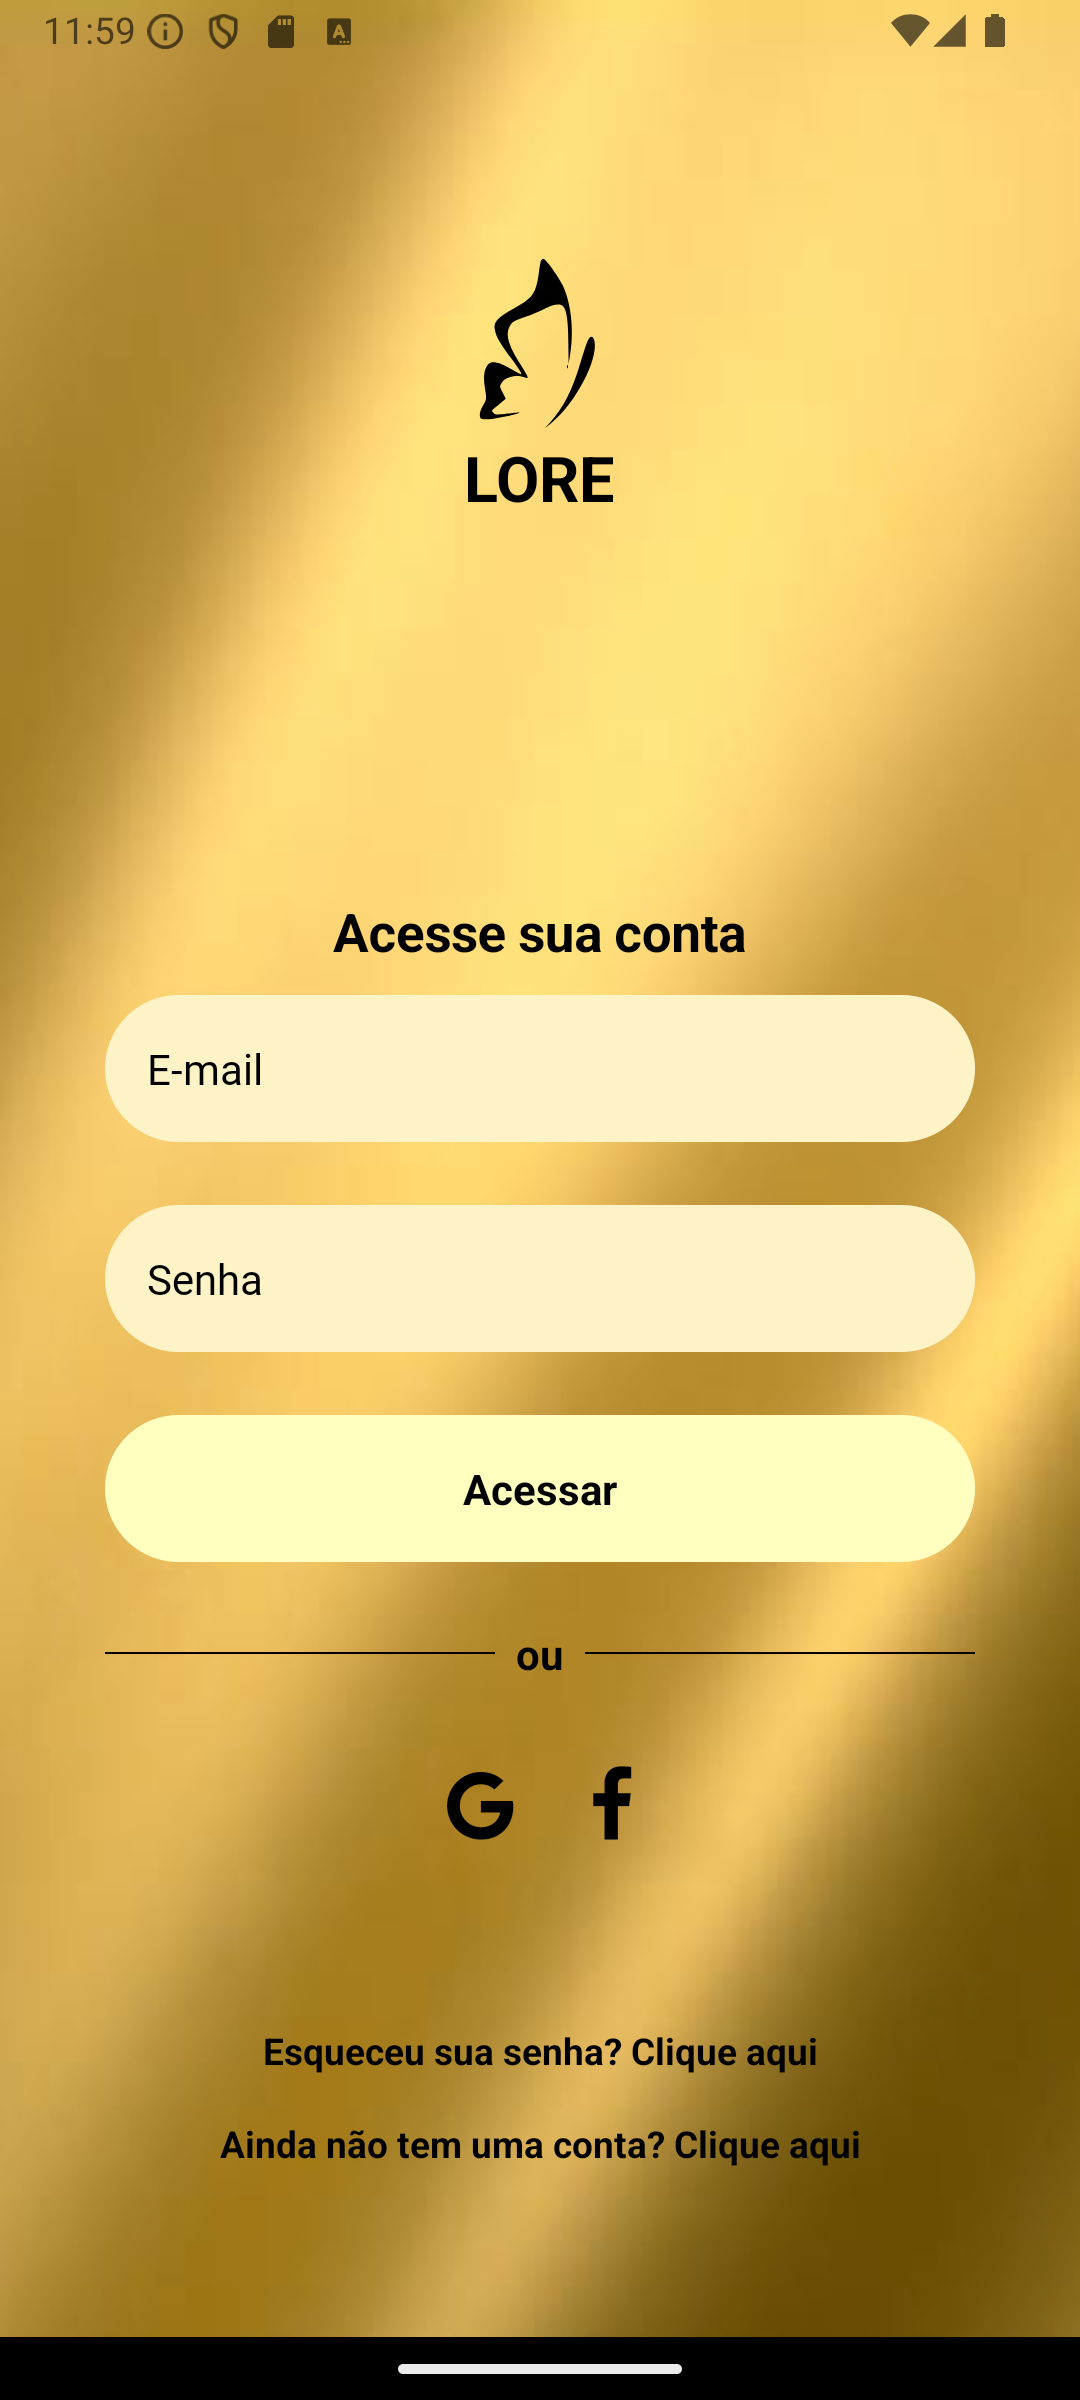 11:59
LORE
Acesse sua conta
E-mail
Senha
Acessar
ou
Esqueceu sua senha? Clique aqui
Ainda não tem uma conta? Clique aqui